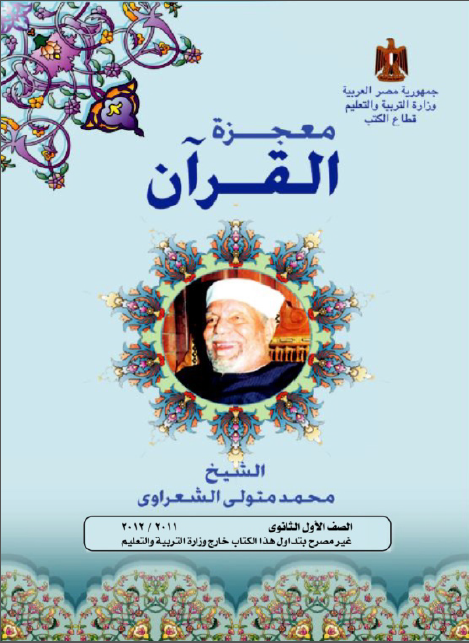 جمهورية مصر العربية
وزارة التربية والتعليم
قطاع الكتب
معجزة
القرآن
الشيخ
محمد متولى الشعراوى
الصف الأول الثانوى ٢٠١١ / ٢٠١٢
غير مصرح بتداول هذا الكتاب خارج وزارة التربية والتعليم